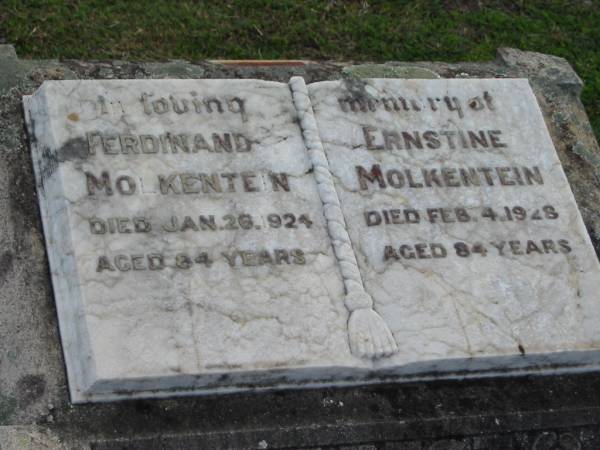 In loving memory of
FERDINAND
MOLKENTEIN
DIED JAN. 26, 1924
AGED 84 YEARS
ERNSTINE
MOLKENTEIN
DIED FEB. 4, 1928
AGED 84 YEARS